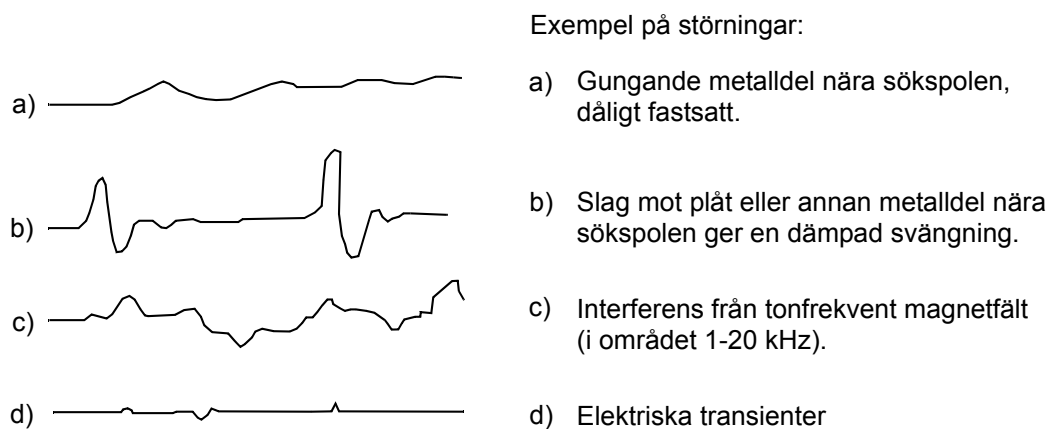 Exempel på störningar:
a)
a) Gungande metalldel nära sökspolen,
dåligt fastsatt.
b)
b) Slag mot plåt eller annan metalldel nära
sökspolen ger en dämpad svängning.
c)
c) Interferens från tonfrekvent magnetfält
(i området 1-20 kHz).
d)
d) Elektriska transienter